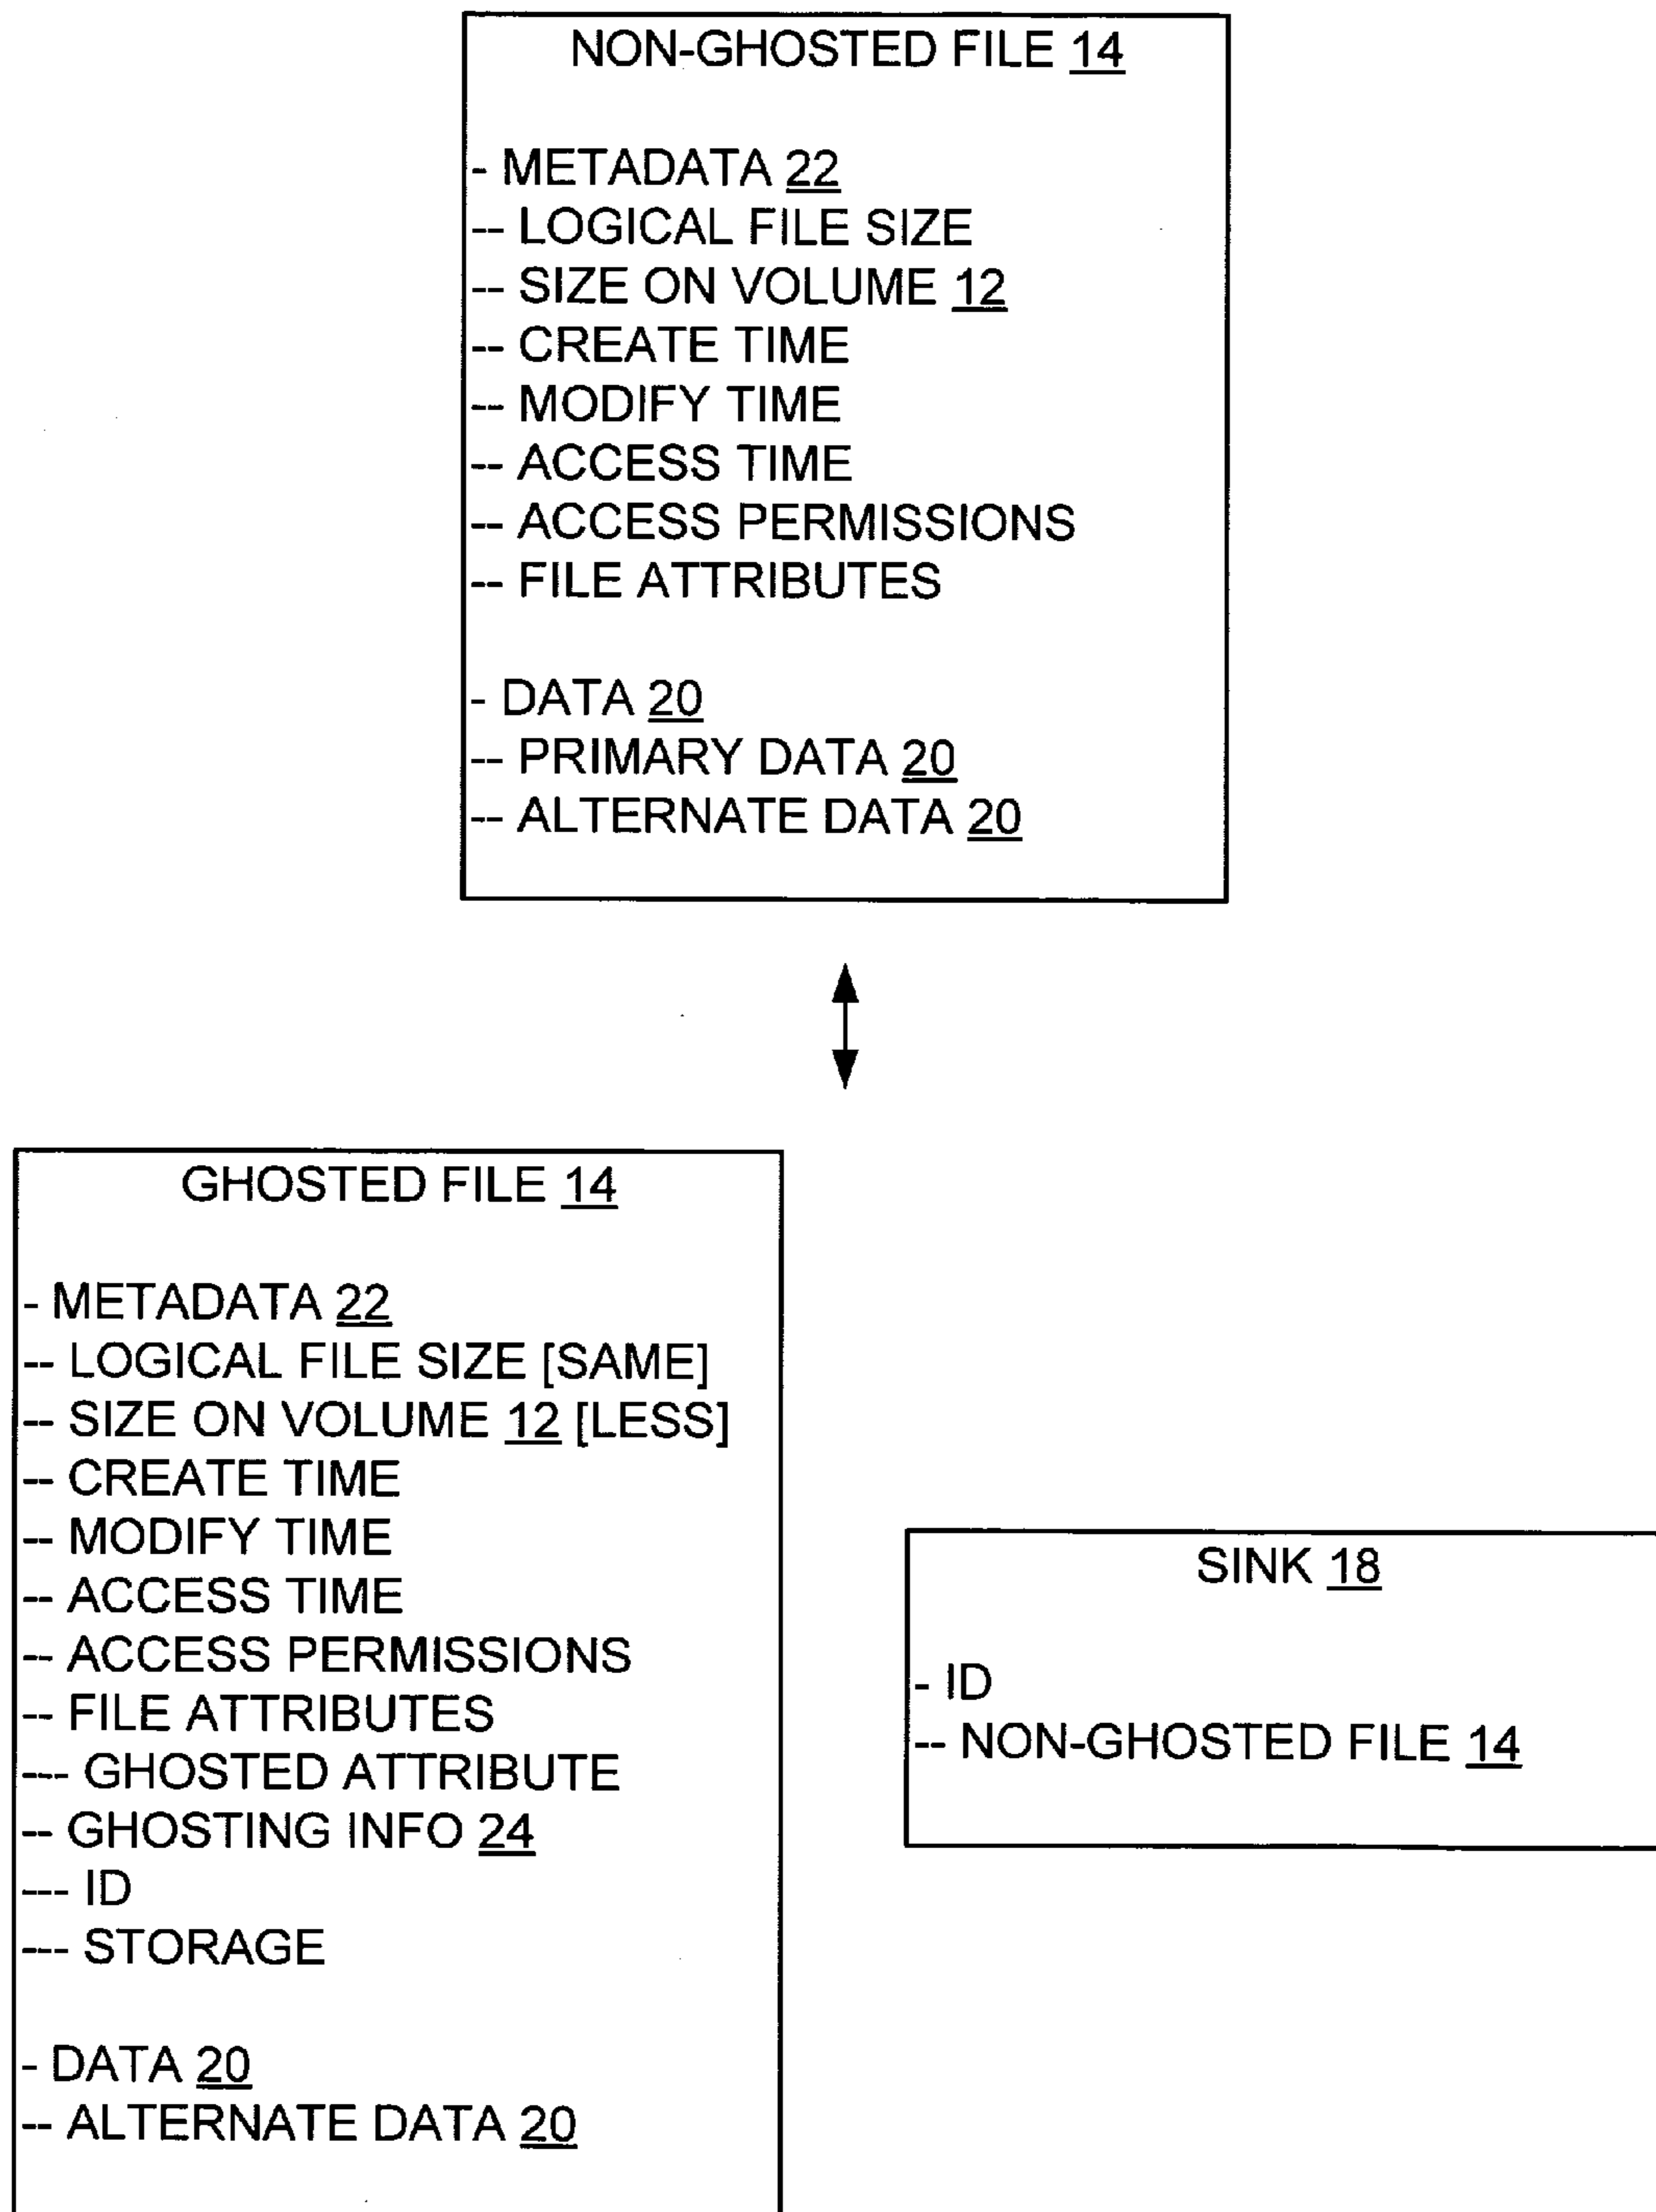 NON-GHOSTED FILE 14
- METADATA 22
-- LOGICAL FILE SIZE
-- SIZE ON VOLUME 12
-- CREATE TIME
-- MODIFY TIME
-- ACCESS TIME
-- ACCESS PERMISSIONS
-- FILE ATTRIBUTES
- DATA 20
-- PRIMARY DATA 20
-- ALTERNATE DATA 20
GHOSTED FILE 14
- METADATA 22
-- LOGICAL FILE SIZE [SAME]
-- SIZE ON VOLUME 12 [LESS]
-- CREATE TIME
-- MODIFY TIME
-- ACCESS TIME
-- ACCESS PERMISSIONS
-- FILE ATTRIBUTES
--- GHOSTED ATTRIBUTE
-- GHOSTING INFO 24
--- ID
--- STORAGE
- DATA 20
-- ALTERNATE DATA 20
SINK 18
- ID
-- NON-GHOSTED FILE 14